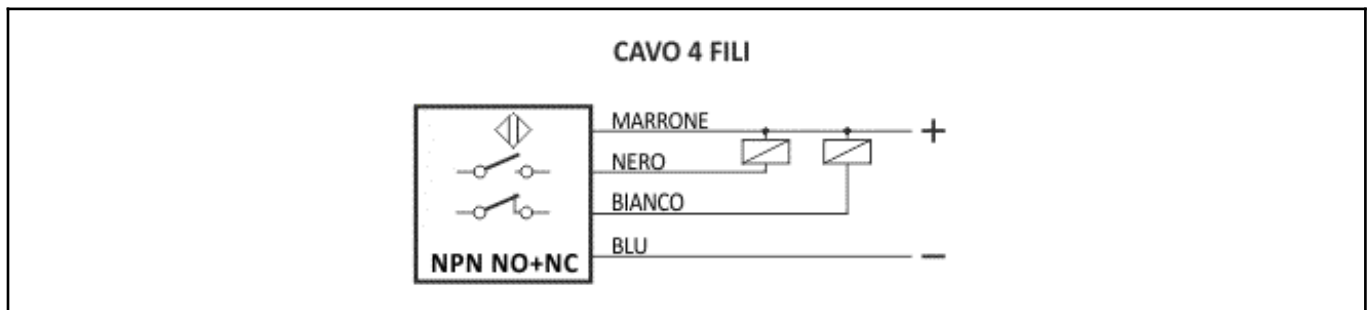 CAVO 4 FILI
MARRONE
+
NERO
BIANCO
BLU
−
NPN NO+NC